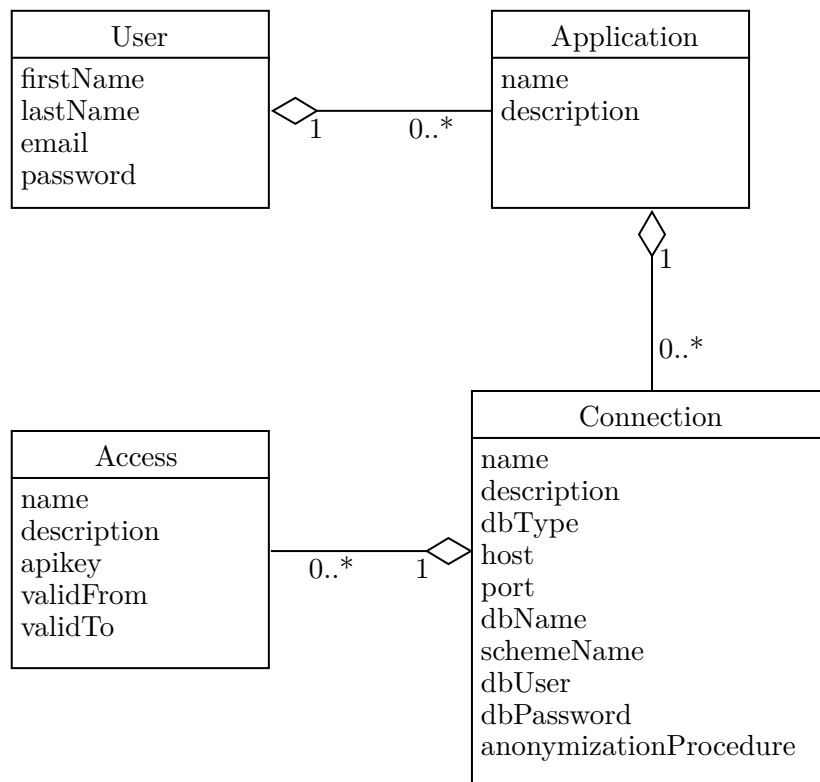 User
firstName
lastName
email
password
1
0..*
Application
name
description
1
0..*
Access
name
description
apikey
validFrom
validTo
0..*
1
Connection
name
description
dbType
host
port
dbName
schemeName
dbUser
dbPassword
anonymizationProcedure